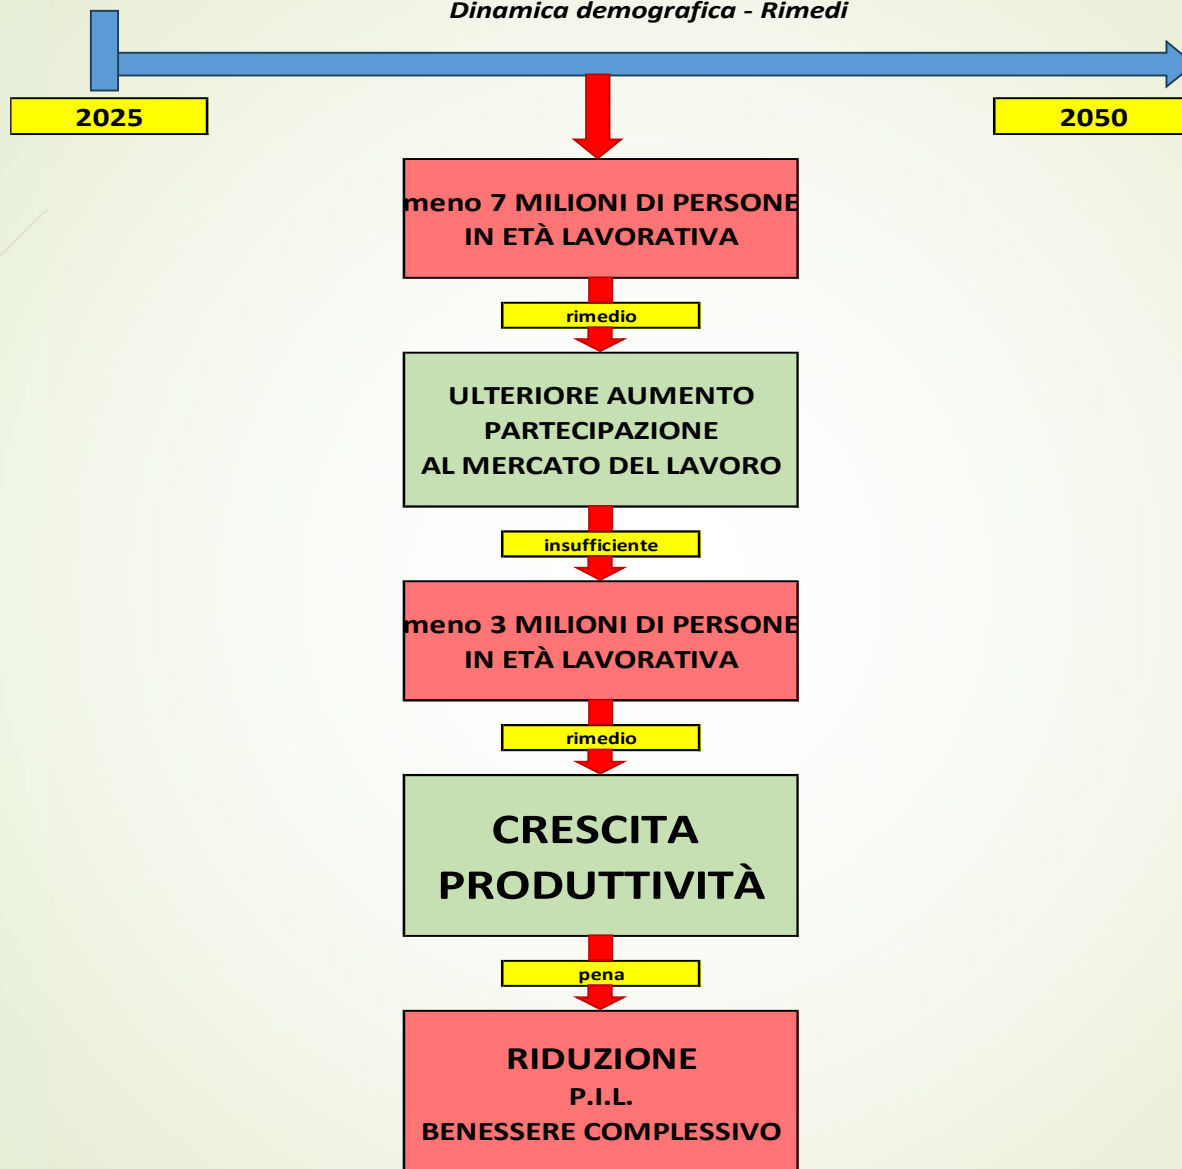 Dinamica demografica - Rimedi
2025
2050
meno 7 MILIONI DI PERSONE
IN ETÀ LAVORATIVA
rimedio
ULTERIORE AUMENTO
PARTECIPAZIONE
AL MERCATO DEL LAVORO
insufficiente
meno 3 MILIONI DI PERSONE
IN ETÀ LAVORATIVA
rimedio
CRESCITA
PRODUTTIVITÀ
pena
RIDUZIONE
P.I.L.
BENESSERE COMPLESSIVO